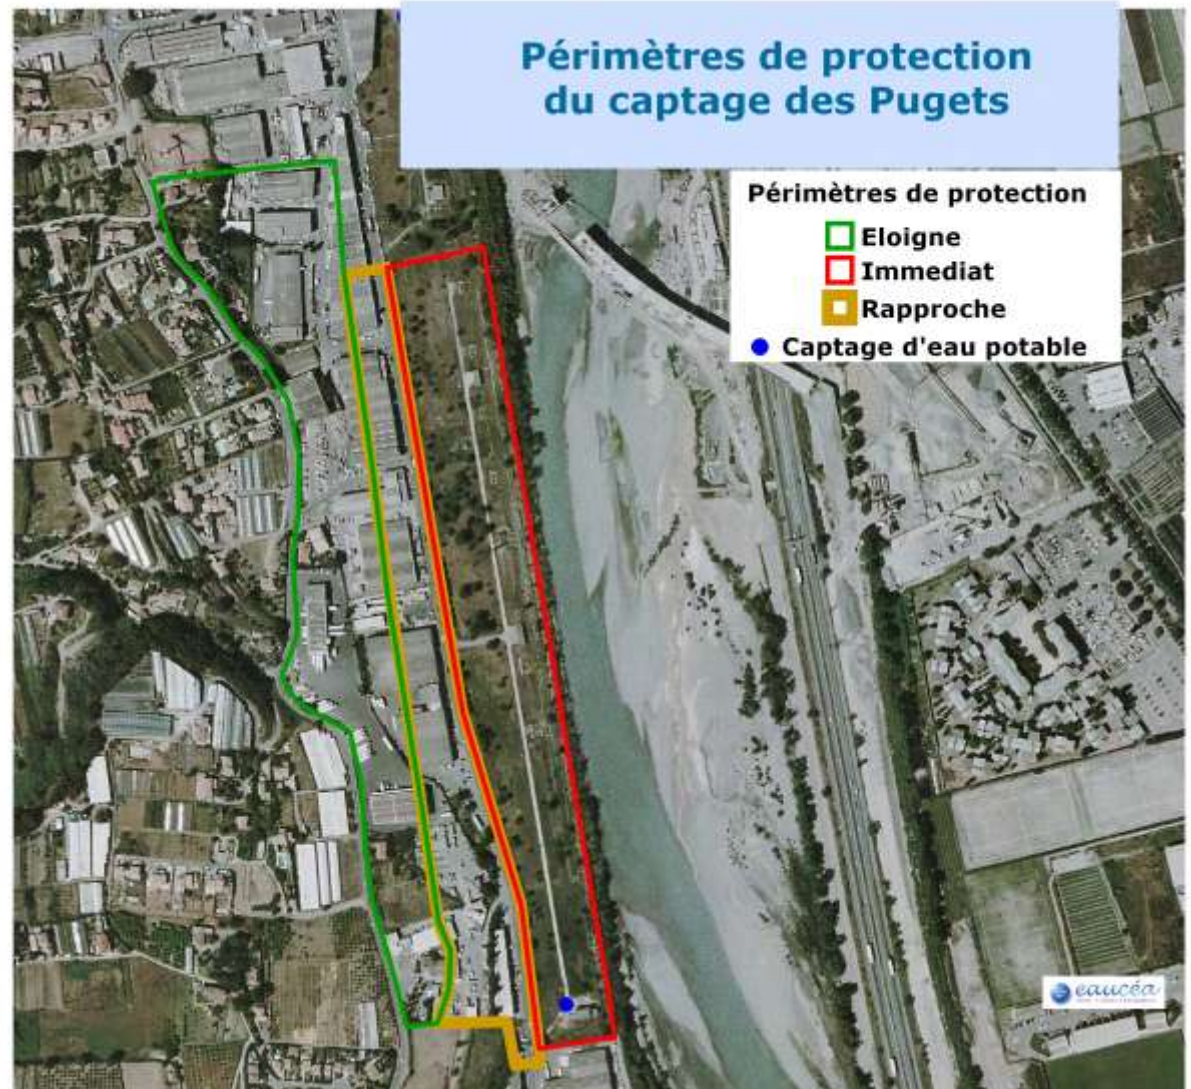 Périmètres de protection
du captage des Pugets
Périmètres de protection
Eloigne
Immediat
Rapproche
Captage d'eau potable
eaucéa